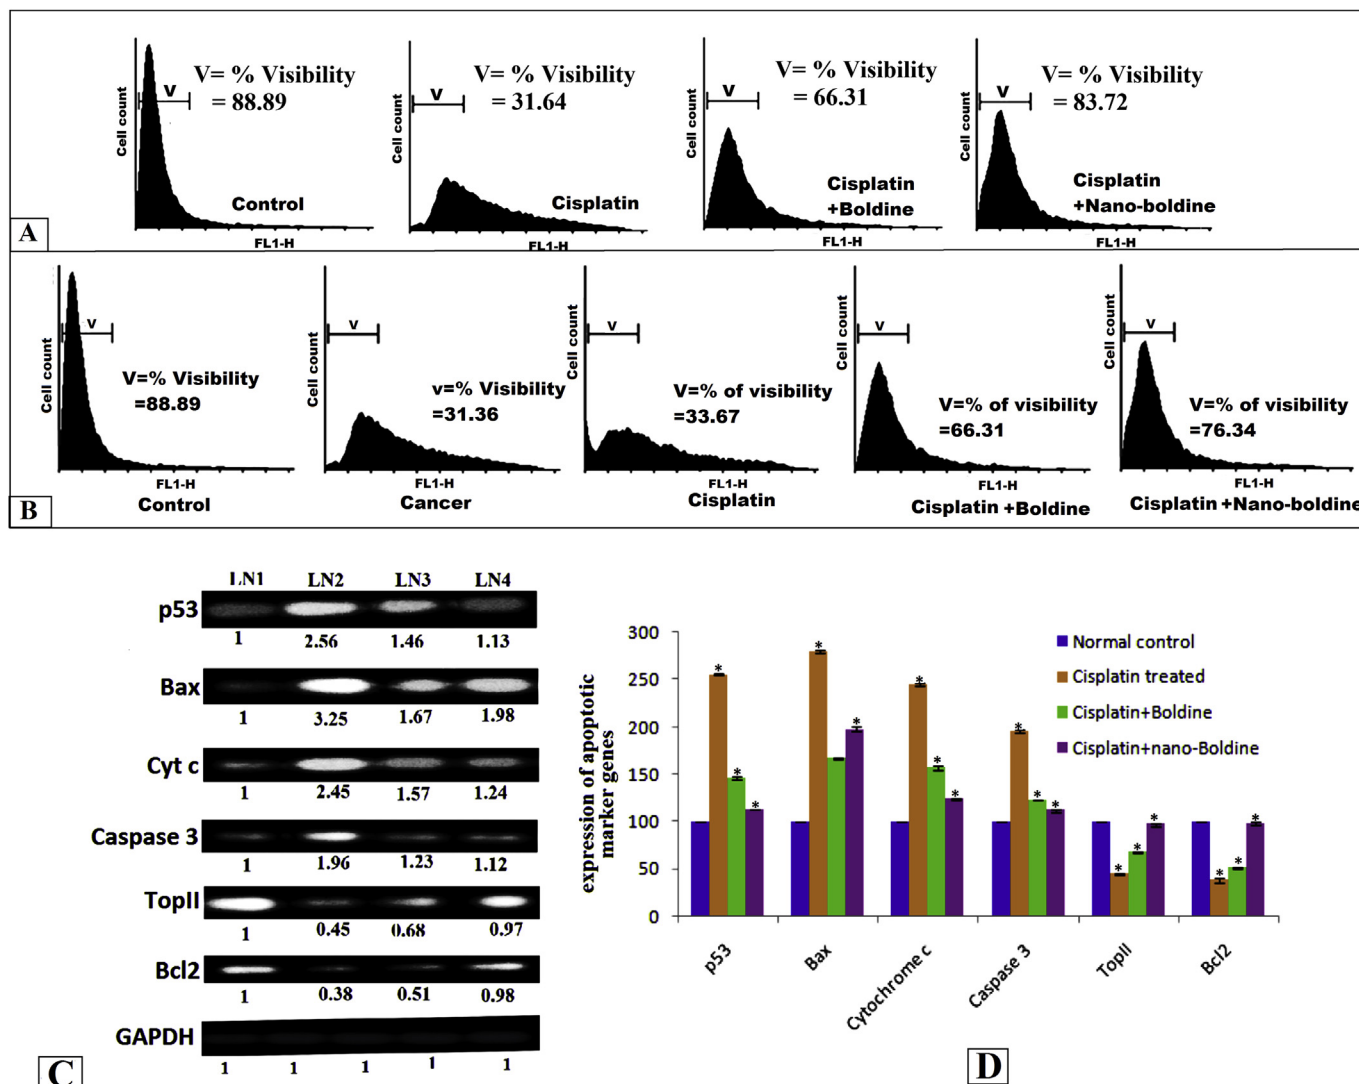 V= % Visibility
= 88.89
V
Cell count
Control
FL1-H
V= % Visibility
= 31.64
V
Cell count
Cisplatin
FL1-H
V= % Visibility
= 66.31
V
Cell count
Cisplatin
+Boldine
FL1-H
V= % Visibility
= 83.72
V
Cell count
Cisplatin
+Nano-boldine
FL1-H
A
V
Cell count
V=% Visibility
=88.89
FL1-H
Control
V
Cell count
v=% Visibility
=31.36
FL1-H
Cancer
V
Cell count
V=% of visibility
=33.67
FL1-H
Cisplatin
V
Cell count
V=% of visibility
=66.31
FL1-H
Cisplatin +Boldine
V
Cell count
V=% of visibility
=76.34
FL1-H
Cisplatin +Nano-boldine
B
LN1 LN2 LN3 LN4
p53
1 2.56 1.46 1.13
Bax
1 3.25 1.67 1.98
Cyt c
1 2.45 1.57 1.24
Caspase 3
1 1.96 1.23 1.12
TopII
1 0.45 0.68 0.97
Bcl2
1 0.38 0.51 0.98
GAPDH
1 1 1 1 1
C
expression of apoptotic
marker genes
300
250
200
150
100
50
0
* * * * * * * * * * * * * * * * *
Normal control
Cisplatin treated
Cisplatin+Boldine
Cisplatin+nano-Boldine
p53
Bax
Cytochrome c
Caspase 3
TopII
Bcl2
D